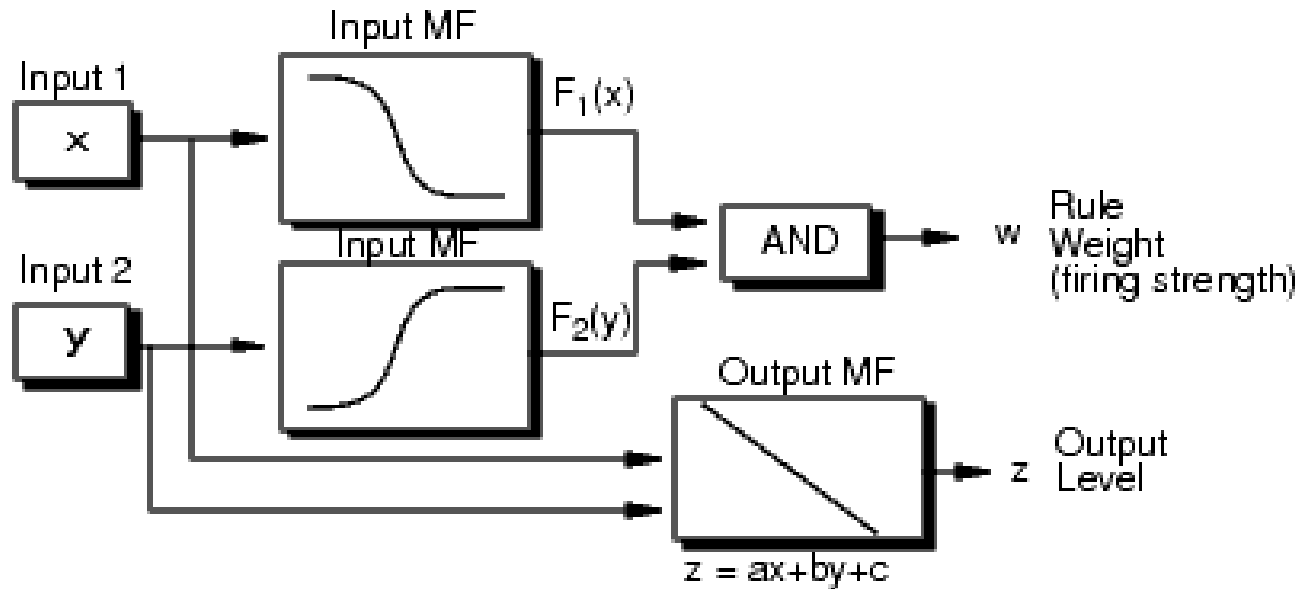 Input MF
Input 1
x
F₁(x)
Input MF
Input 2
y
F₂(y)
AND
w
Rule
Weight
(firing strength)
Output MF
z
Output
Level
z = ax+by+c